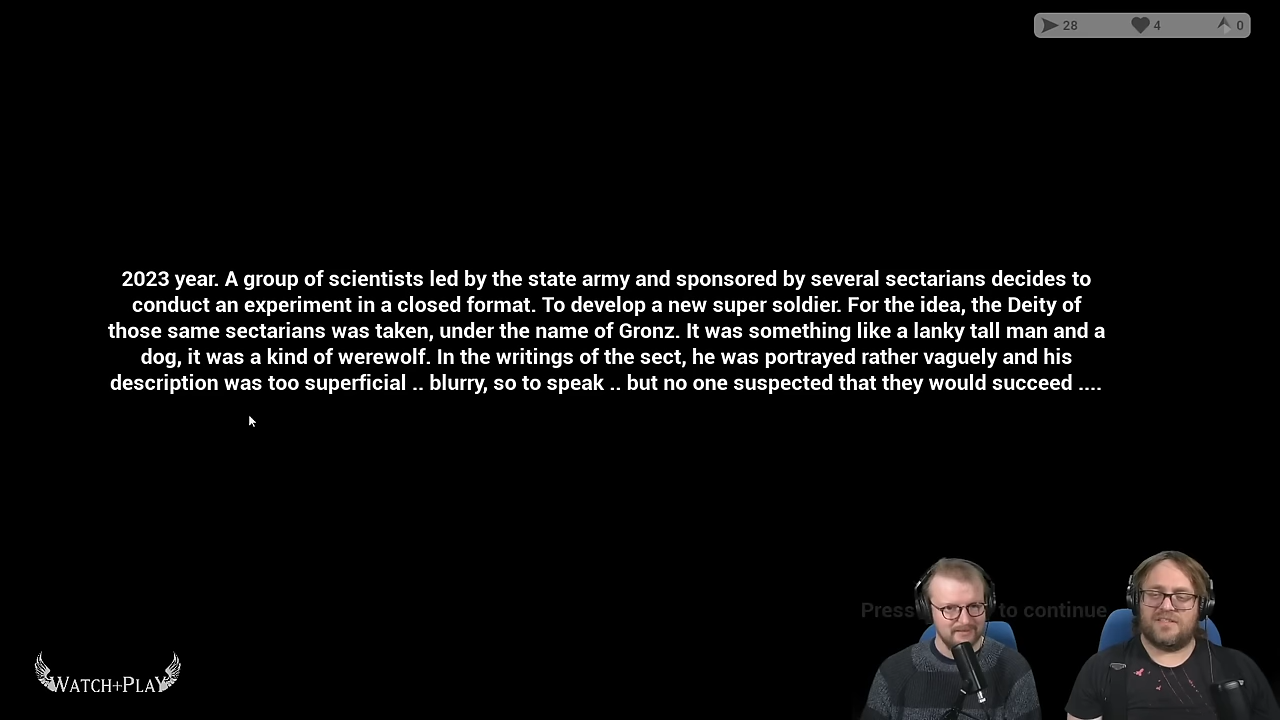 28 4 0
2023 year. A group of scientists led by the state army and sponsored by several sectarians decides to
conduct an experiment in a closed format. To develop a new super soldier. For the idea, the Deity of
those same sectarians was taken, under the name of Gronz. It was something like a lanky tall man and a
dog, it was a kind of werewolf. In the writings of the sect, he was portrayed rather vaguely and his
description was too superficial .. blurry, so to speak .. but no one suspected that they would succeed ....
Press to continue
WATCH+PLAY